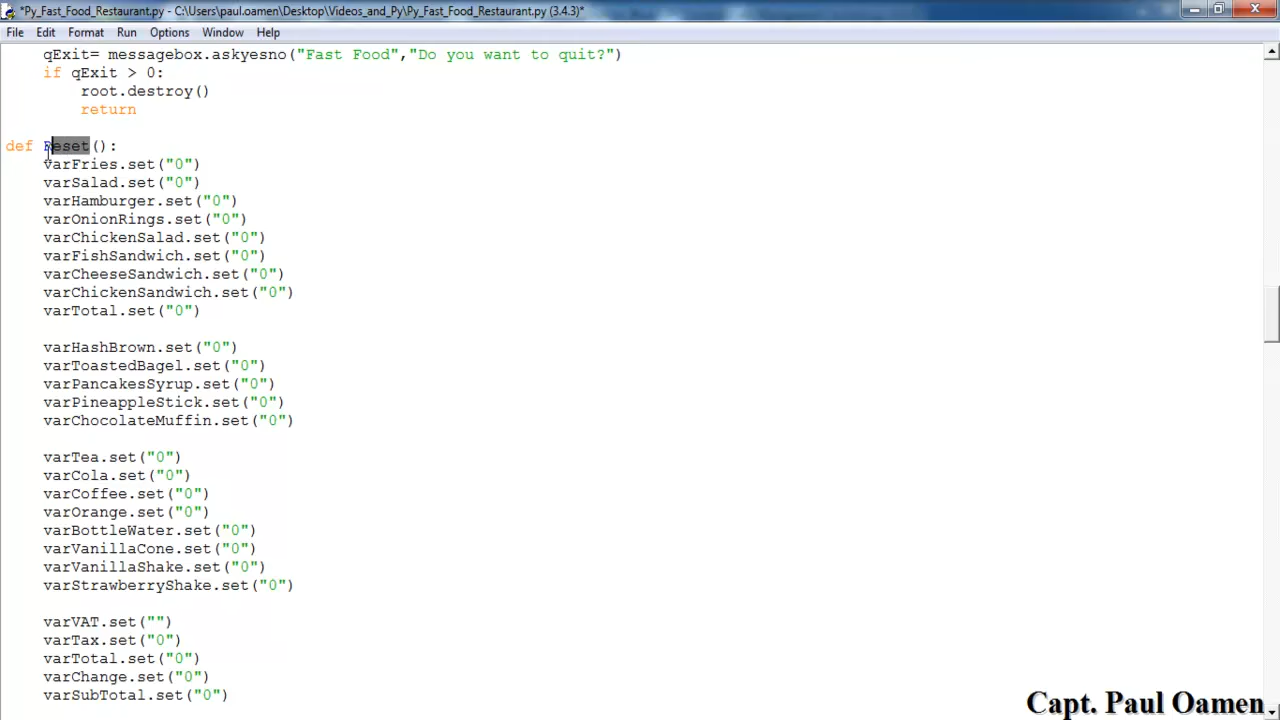 *Py_Fast_Food_Restaurant.py - C:\Users\paul.oamen\Desktop\Videos_and_Py\Py_Fast_Food_Restaurant.py (3.4.3)*
File Edit Format Run Options Window Help
qExit= messagebox.askyesno("Fast Food","Do you want to quit?")
if qExit > 0:
root.destroy()
return
def Reset():
varFries.set("0")
varSalad.set("0")
varHamburger.set("0")
varOnionRings.set("0")
varChickenSalad.set("0")
varFishSandwich.set("0")
varCheeseSandwich.set("0")
varChickenSandwich.set("0")
varTotal.set("0")
varHashBrown.set("0")
varToastedBagel.set("0")
varPancakesSyrup.set("0")
varPineappleStick.set("0")
varChocolateMuffin.set("0")
varTea.set("0")
varCola.set("0")
varCoffee.set("0")
varOrange.set("0")
varBottleWater.set("0")
varVanillaCone.set("0")
varVanillaShake.set("0")
varStrawberryShake.set("0")
varVAT.set("")
varTax.set("0")
varTotal.set("0")
varChange.set("0")
varSubTotal.set("0")
Capt. Paul Oamen